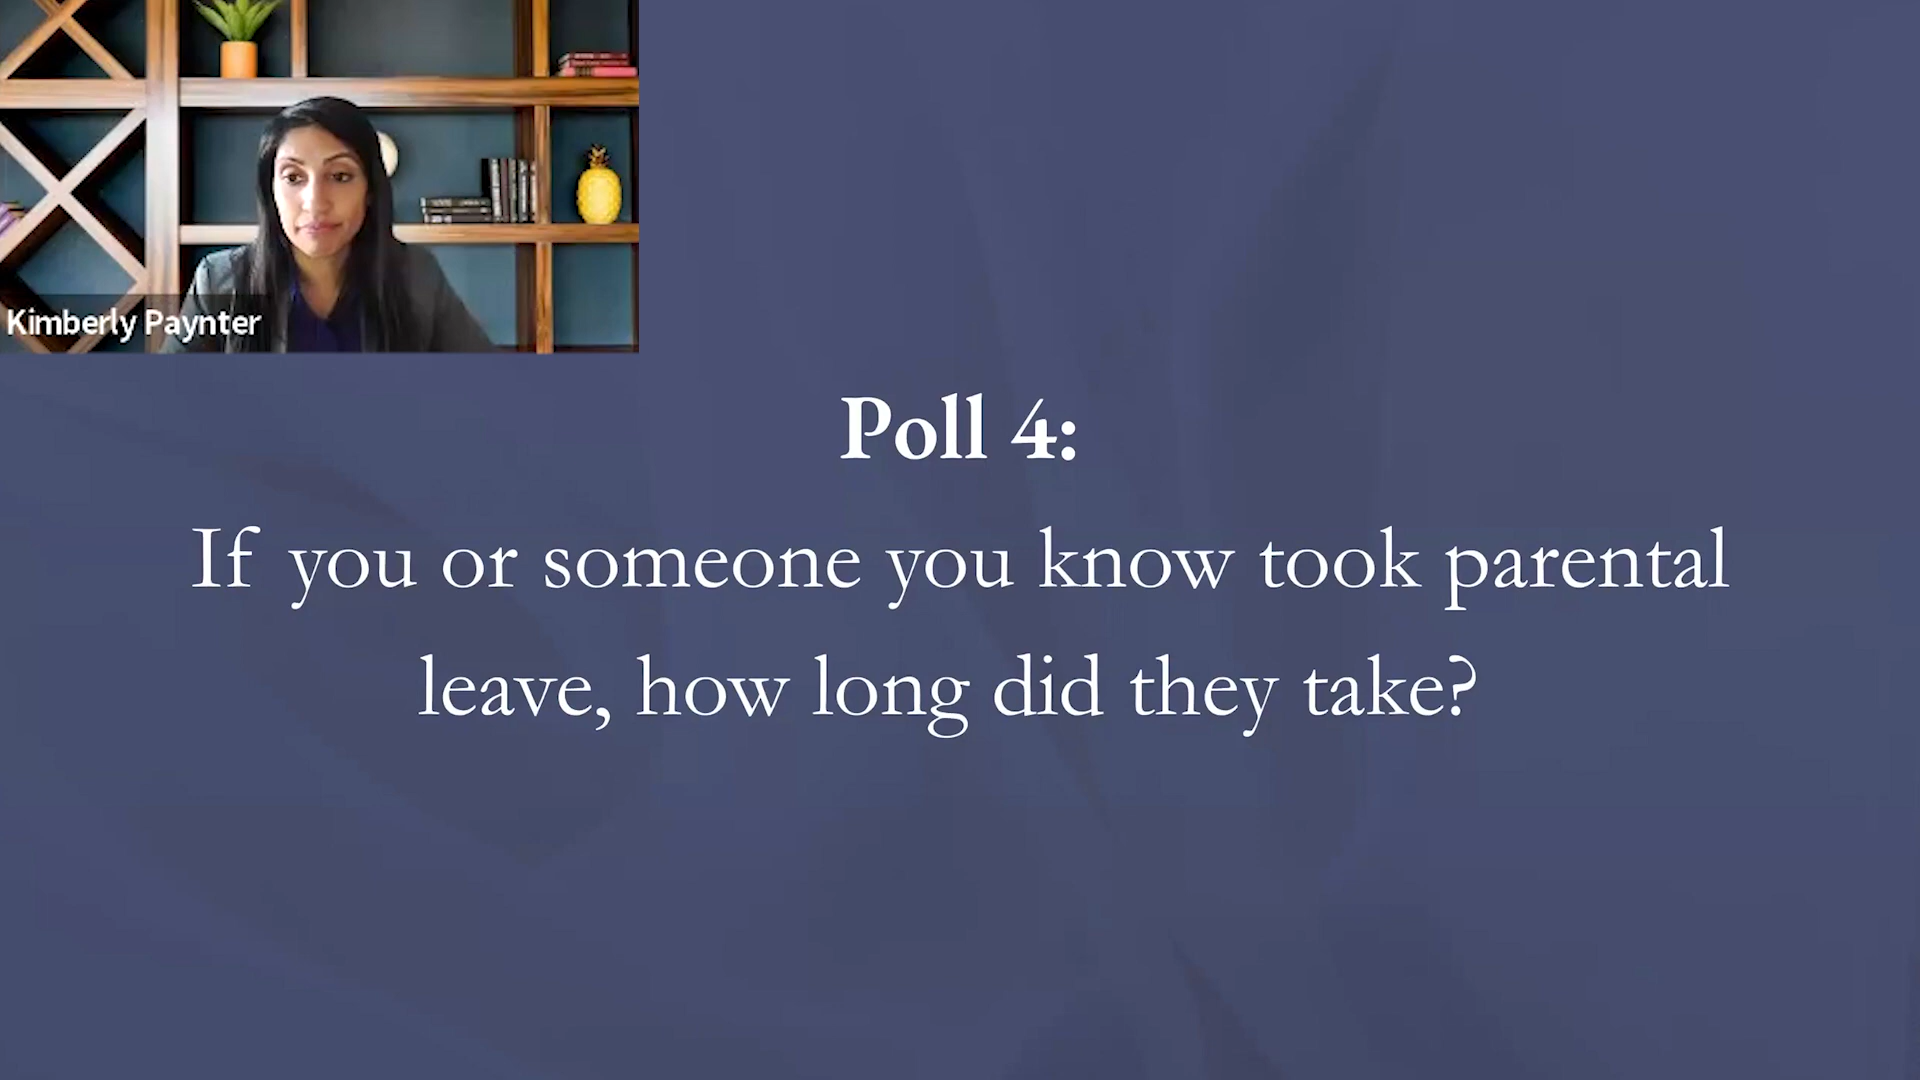 Kimberly Paynter
Poll 4:
If you or someone you know took parental
leave, how long did they take?